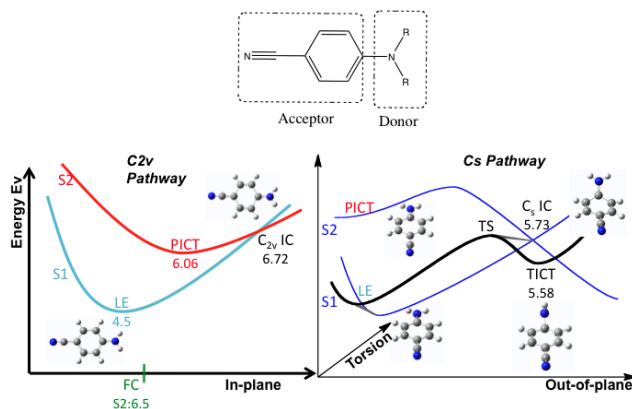 R
N
N
R
Acceptor
Donor
C2v
Pathway
Cs Pathway
Energy Ev
S2
S1
PICT
6.06
C2v IC
6.72
LE
4.5
FC
S2:6.5
In-plane
PICT
S2
TS
Cs IC
5.73
TICT
5.58
LE
S1
Torsion
Out-of-plane